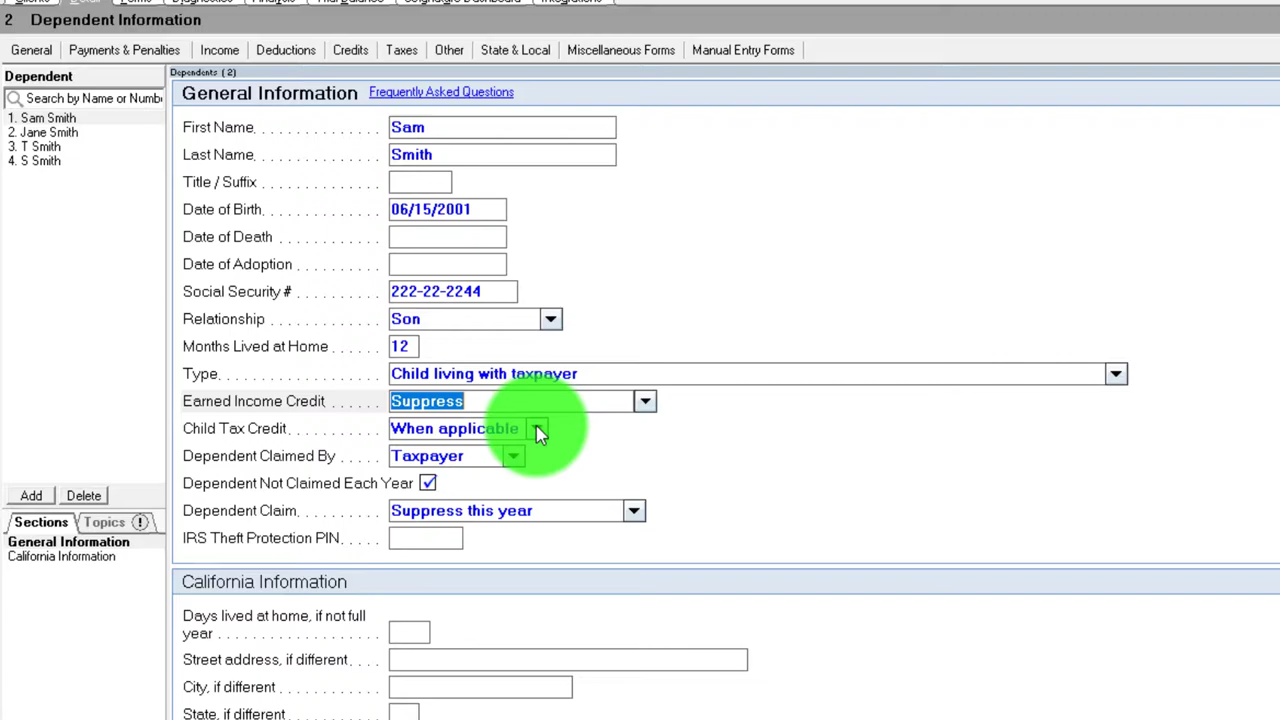 2 Dependent Information
General Payments & Penalties Income Deductions Credits Taxes Other State & Local Miscellaneous Forms Manual Entry Forms
Dependent
Search by Name or Numbe
1. Sam Smith
2. Jane Smith
3. T Smith
4. S Smith
Add Delete
Sections Topics
General Information
California Information
Dependents (2)
General Information Frequently Asked Questions
First Name Sam
Last Name Smith
Title / Suffix
Date of Birth 06/15/2001
Date of Death
Date of Adoption
Social Security # 222-22-2244
Relationship Son
Months Lived at Home 12
Type Child living with taxpayer
Earned Income Credit Suppress
Child Tax Credit When applicable
Dependent Claimed By Taxpayer
Dependent Not Claimed Each Year
Dependent Claim Suppress this year
IRS Theft Protection PIN
California Information
Days lived at home, if not full
year
Street address, if different
City, if different
State, if different